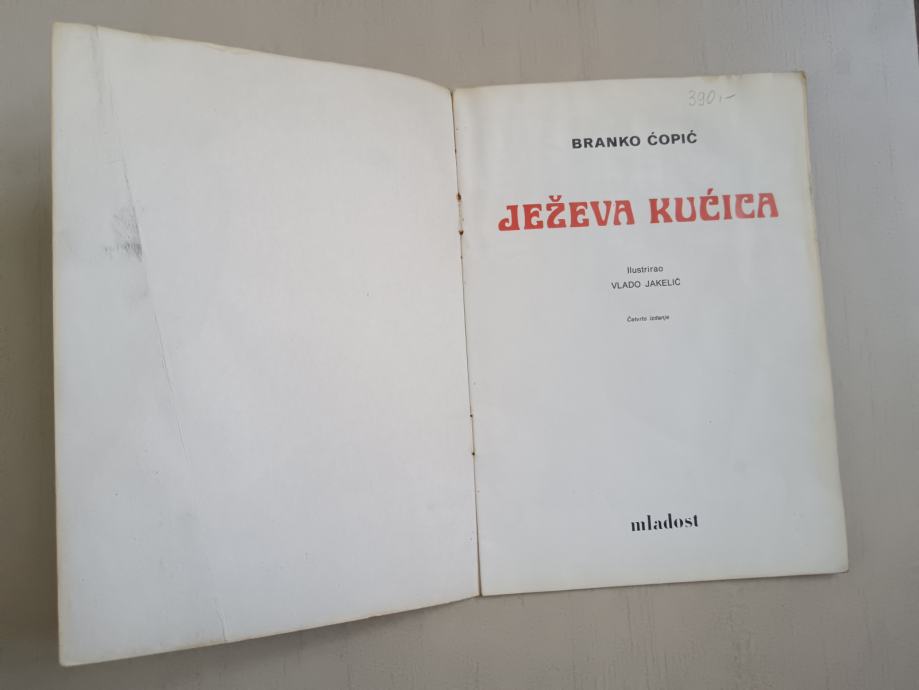 390,-
BRANKO ĆOPIĆ
JEŽEVA KUĆICA
Ilustrirao
VLADO JAKELIĆ
Četvrto izdanje
mladost